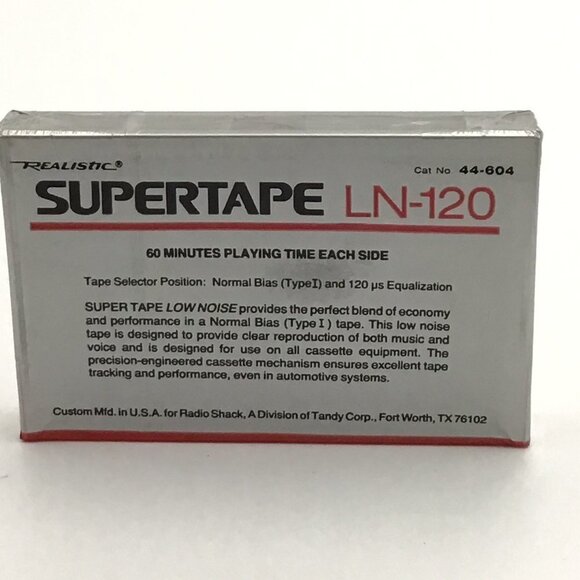 REALISTIC®
Cat No 44-604
SUPERTAPE LN-120
60 MINUTES PLAYING TIME EACH SIDE
Tape Selector Position: Normal Bias (Type I) and 120 µs Equalization
SUPER TAPE LOW NOISE provides the perfect blend of economy
and performance in a Normal Bias (Type I) tape. This low noise
tape is designed to provide clear reproduction of both music and
voice and is designed for use on all cassette equipment. The
precision-engineered cassette mechanism ensures excellent tape
tracking and performance, even in automotive systems.
Custom Mfd. in U.S.A. for Radio Shack, A Division of Tandy Corp., Fort Worth, TX 76102